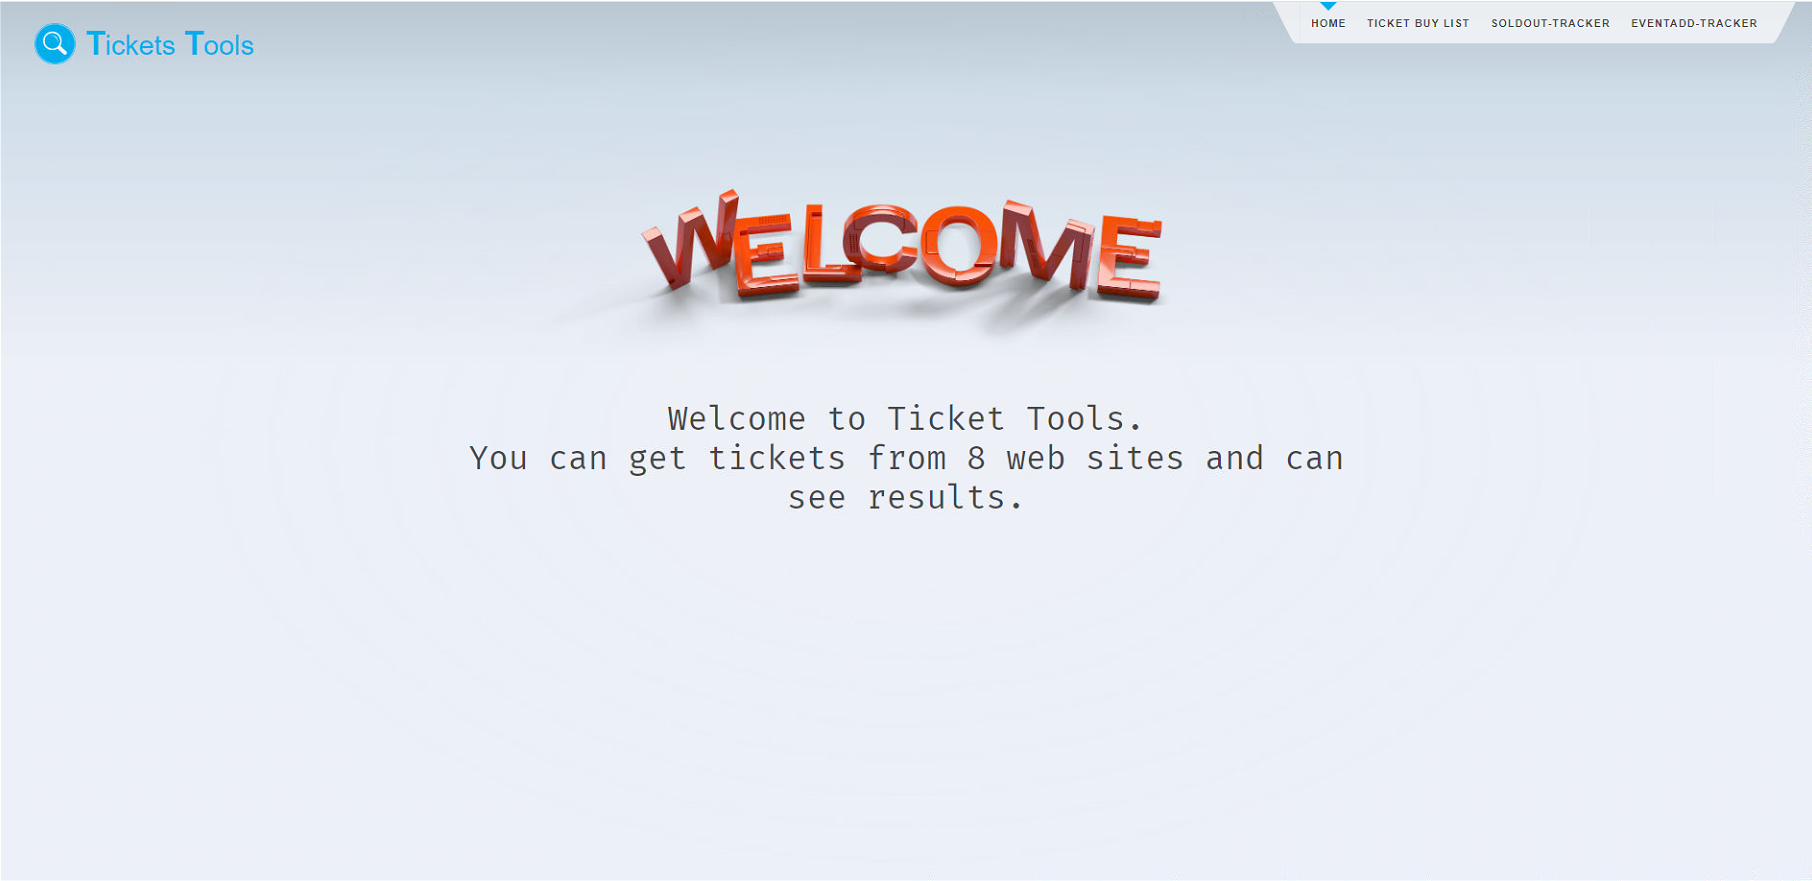 Tickets Tools
HOME TICKET BUY LIST SOLDOUT-TRACKER EVENTADD-TRACKER
WELCOME
Welcome to Ticket Tools.
You can get tickets from 8 web sites and can
see results.